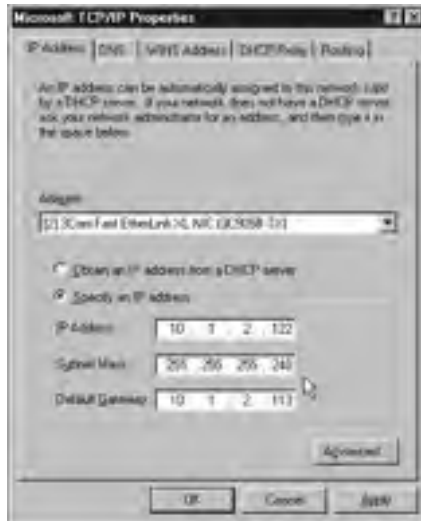 Microsoft TCP/IP Properties
IP Address DNS WINS Address DHCP Relay Routing
An IP address can be automatically assigned to this network card
by a DHCP server. If your network does not have a DHCP server,
ask your network administrator for an address, and then type it in
the space below.
Adapter:
[2] 3Com Fast EtherLink XL NIC (3C905B-TX)
Obtain an IP address from a DHCP server
Specify an IP address
IP Address: 10 . 1 . 2 . 122
Subnet Mask: 255 . 255 . 255 . 240
Default Gateway: 10 . 1 . 2 . 113
Advanced...
OK Cancel Apply